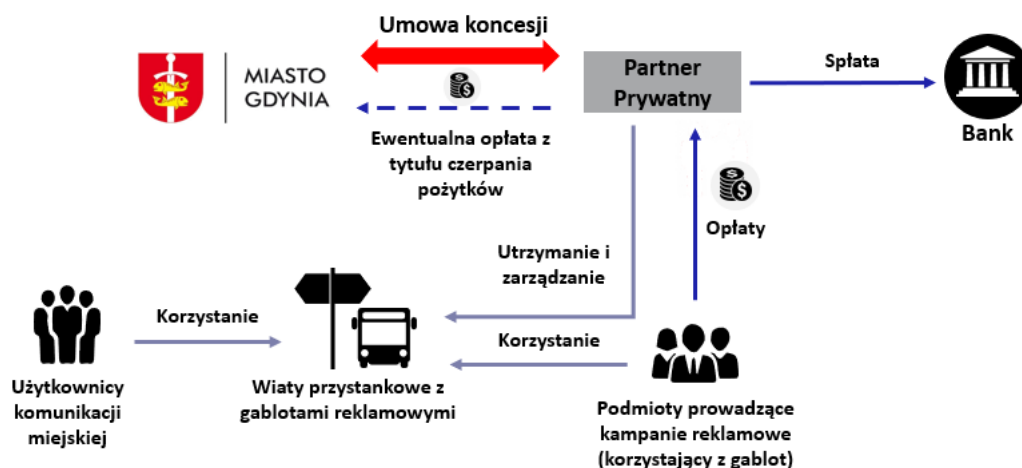 Umowa koncesji
MIASTO
GDYNIA
Partner
Prywatny
Spłata
Bank
Ewentualna opłata z
tytułu czerpania
pożytków
Opłaty
Utrzymanie i
zarządzanie
Korzystanie
Korzystanie
Użytkownicy
komunikacji
miejskiej
Wiaty przystankowe z
gablotami reklamowymi
Podmioty prowadzące
kampanie reklamowe
(korzystający z gablot)